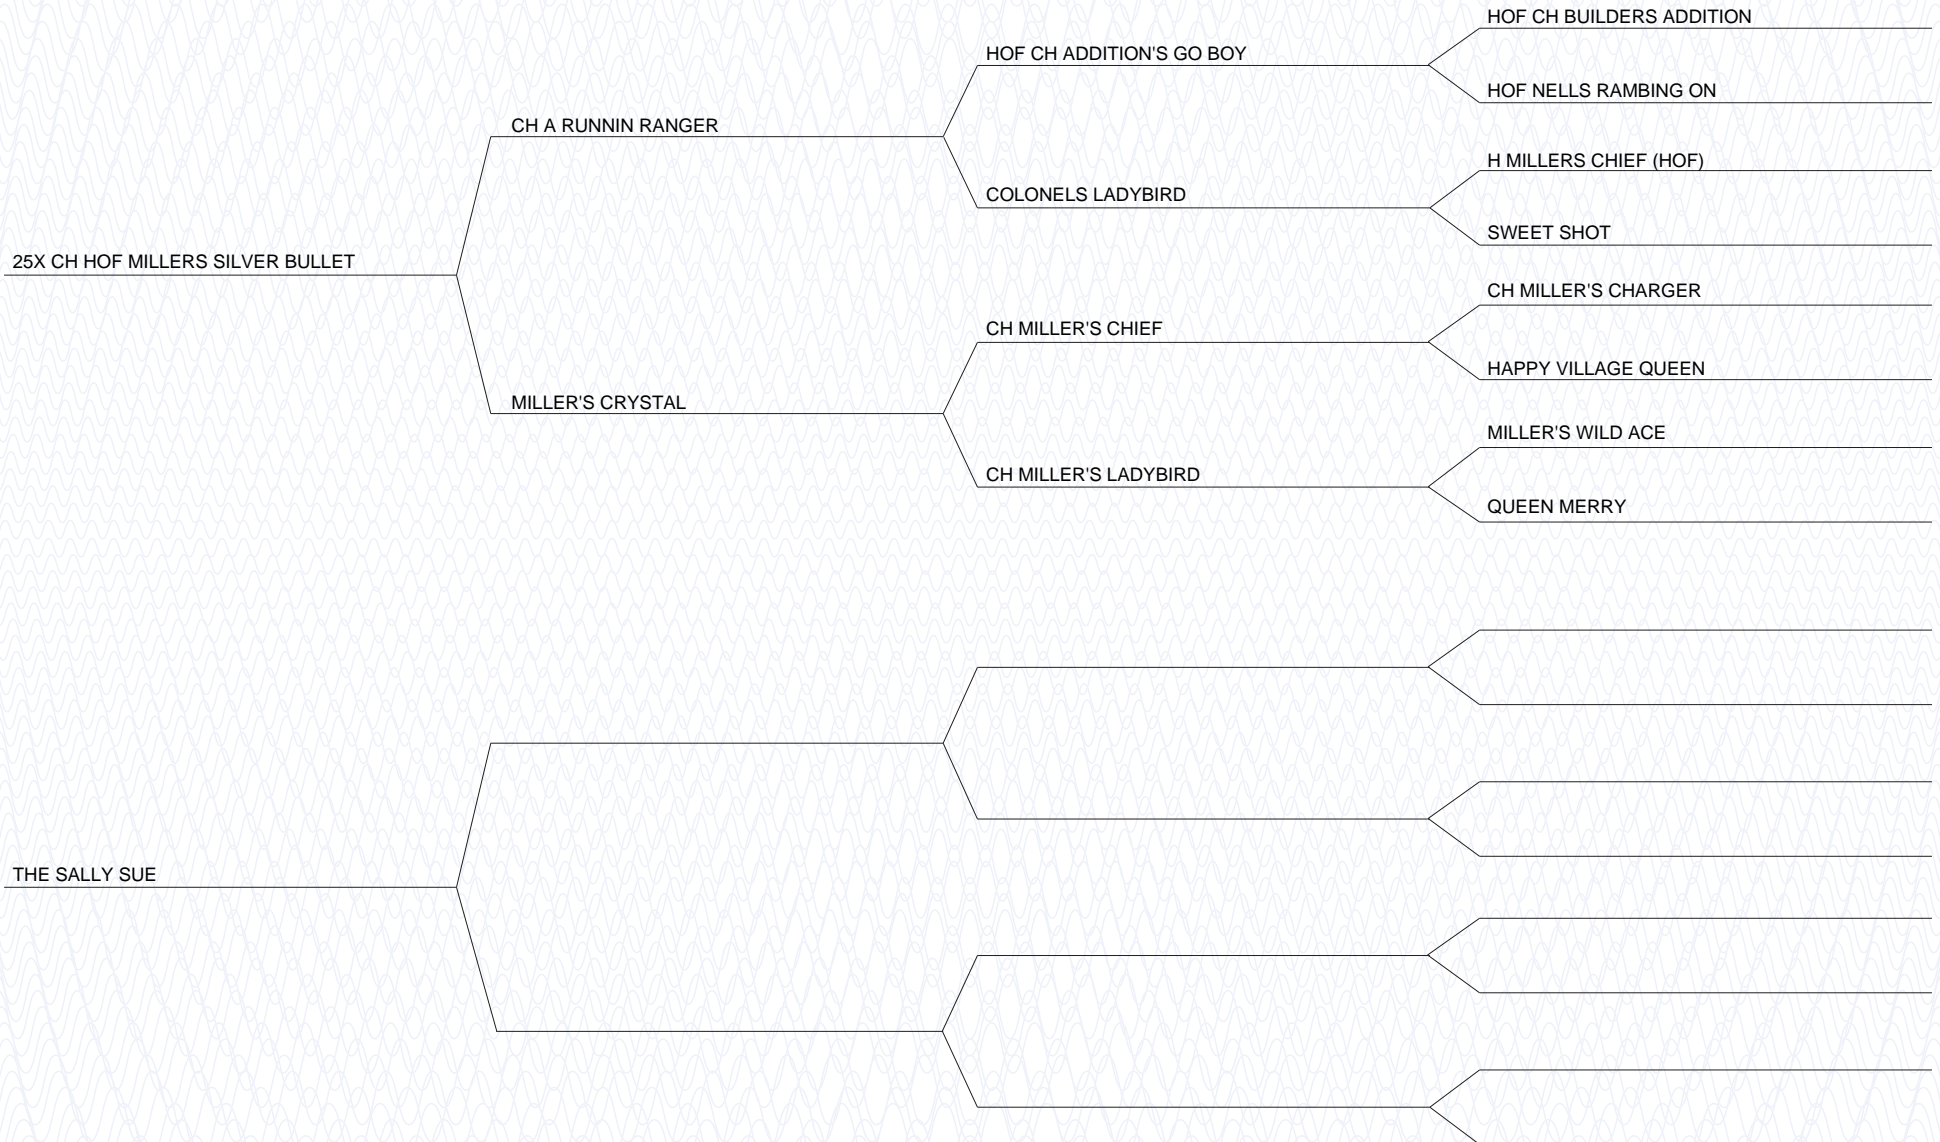 HOF CH BUILDERS ADDITION
HOF CH ADDITION'S GO BOY
HOF NELLS RAMBING ON
CH A RUNNIN RANGER
H MILLERS CHIEF (HOF)
COLONELS LADYBIRD
SWEET SHOT
25X CH HOF MILLERS SILVER BULLET
CH MILLER'S CHARGER
CH MILLER'S CHIEF
HAPPY VILLAGE QUEEN
MILLER'S CRYSTAL
MILLER'S WILD ACE
CH MILLER'S LADYBIRD
QUEEN MERRY
THE SALLY SUE